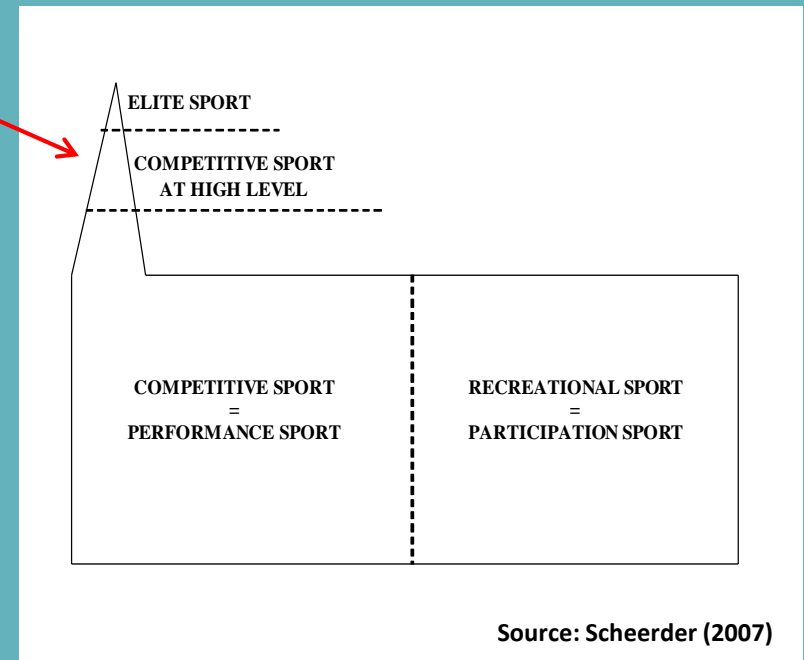 ELITE SPORT
COMPETITIVE SPORT
AT HIGH LEVEL
COMPETITIVE SPORT
=
PERFORMANCE SPORT
RECREATIONAL SPORT
=
PARTICIPATION SPORT
Source: Scheerder (2007)